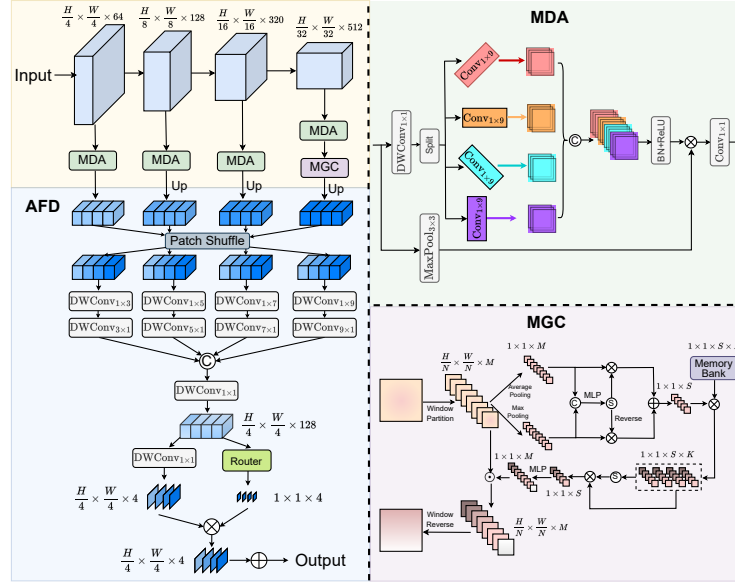 H/4 × W/4 × 64
H/8 × W/8 × 128
H/16 × W/16 × 320
H/32 × W/32 × 512
Input
MDA
MDA
MDA
MDA
MGC
Up
Up
Up
AFD
Patch Shuffle
DWConv1×3
DWConv1×5
DWConv1×7
DWConv1×9
DWConv3×1
DWConv5×1
DWConv7×1
DWConv9×1
C
DWConv1×1
H/4 × W/4 × 128
DWConv1×1
Router
H/4 × W/4 × 4
1 × 1 × 4
H/4 × W/4 × 4
Output
MDA
DWConv1×1
Split
Conv1×9
Conv1×9
Conv1×9
Conv1×9
C
BN+ReLU
Conv1×1
MaxPool3×3
MGC
H/N × W/N × M
Window
Partition
Average
Pooling
Max
Pooling
1 × 1 × M
C
MLP
S
Reverse
1 × 1 × S
1 × 1 × S ×
Memory
Bank
1 × 1 × M
MLP
1 × 1 × S
S
1 × 1 × S × K
Window
Reverse
H/N × W/N × M